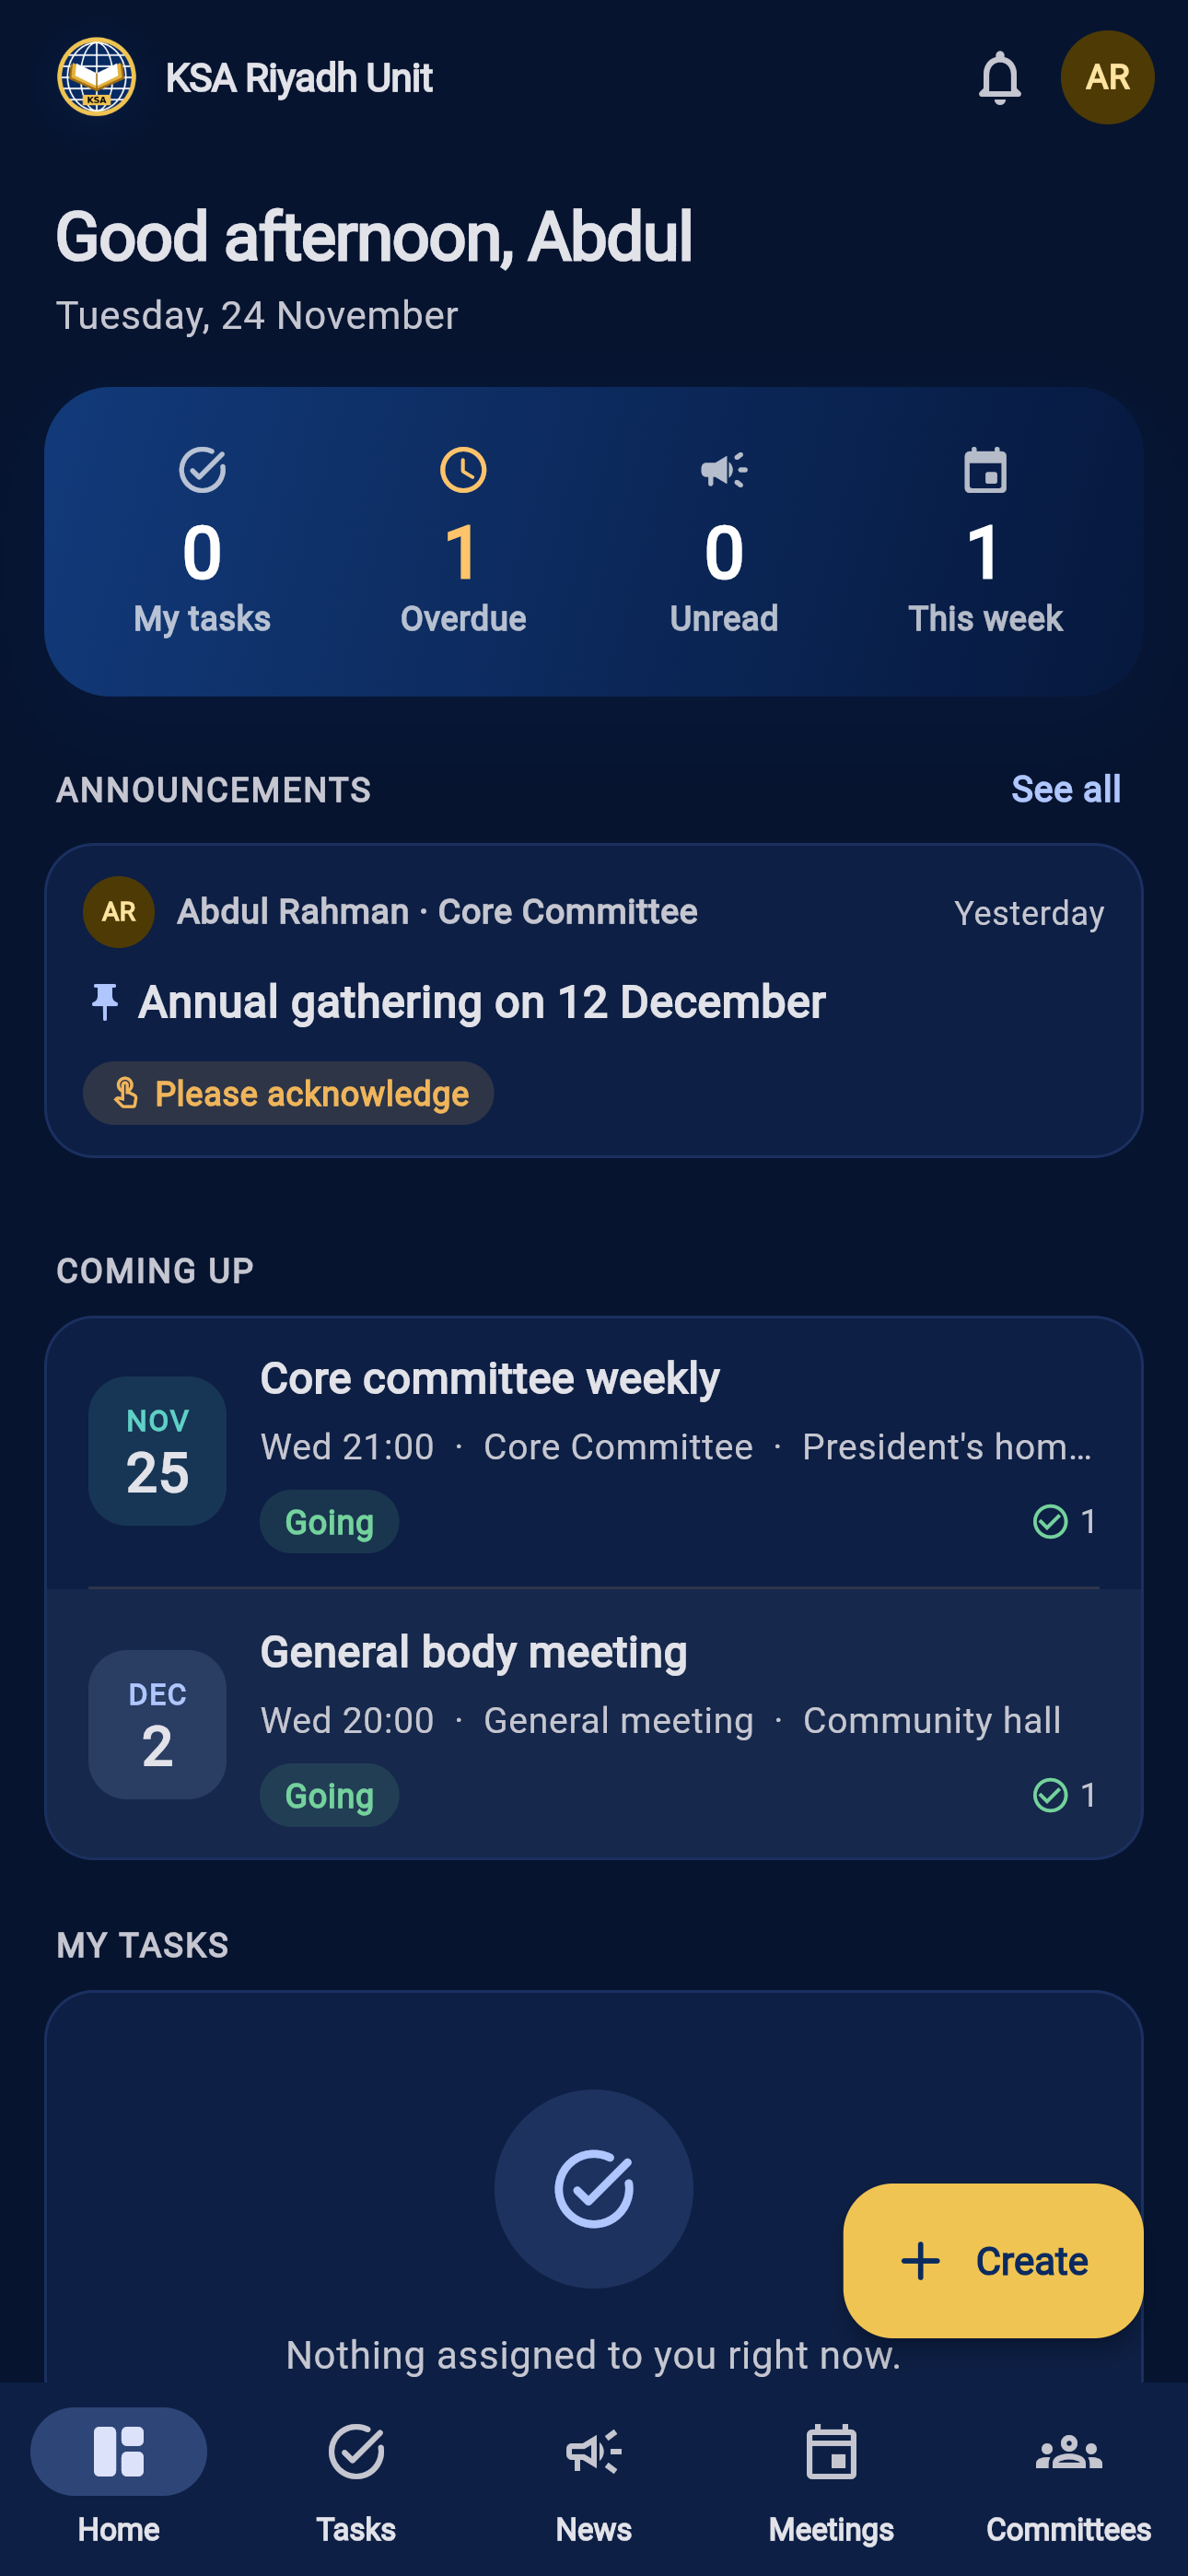 KSA
KSA Riyadh Unit
AR
Good afternoon, Abdul
Tuesday, 24 November
0
My tasks
1
Overdue
0
Unread
1
This week
ANNOUNCEMENTS
See all
AR
Abdul Rahman · Core Committee
Yesterday
Annual gathering on 12 December
Please acknowledge
COMING UP
NOV
25
Core committee weekly
Wed 21:00 · Core Committee · President's hom...
Going
1
DEC
2
General body meeting
Wed 20:00 · General meeting · Community hall
Going
1
MY TASKS
Nothing assigned to you right now.
Create
Home
Tasks
News
Meetings
Committees